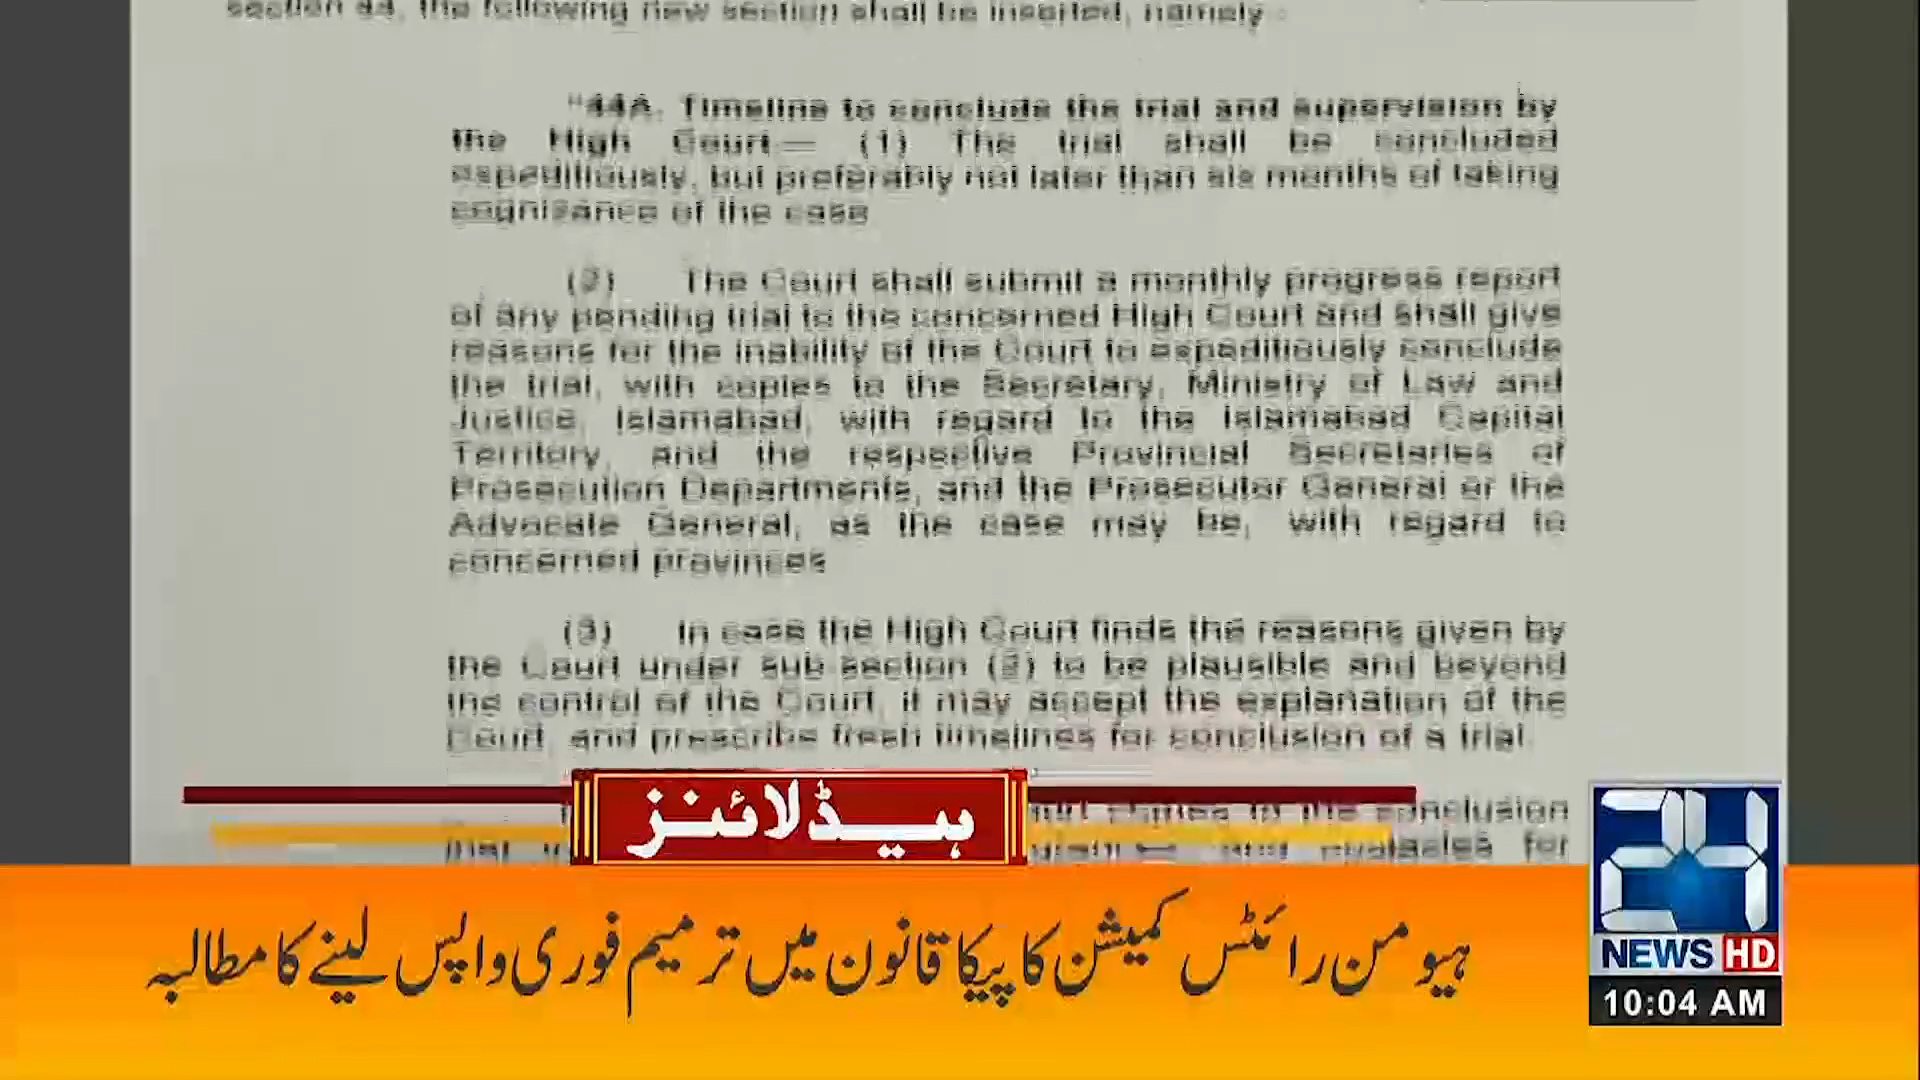 section 44, the following new section shall be inserted, namely
"44A. Timeline to conclude the trial and supervision by
the High Court— (1) The trial shall be concluded
expeditiously, but preferably not later than six months of taking
cognizance of the case
(2) The Court shall submit a monthly progress report
of any pending trial to the concerned High Court and shall give
reasons for the inability of the Court to expeditiously conclude
the trial, with copies to the Secretary, Ministry of Law and
Justice, Islamabad, with regard to the Islamabad Capital
Territory, and the respective Provincial Secretaries of
Prosecution Departments, and the Prosecutor General or the
Advocate General, as the case may be, with regard to
concerned provinces
(3) In case the High Court finds the reasons given by
the Court under sub-section (2) to be plausible and beyond
the control of the Court, it may accept the explanation of the
Court, and prescribe fresh timelines for conclusion of a trial.
to the conclusion
for
ہیڈلائنز
ہیومن رائٹس کمیشن کا پیکا قانون میں ترمیم فوری واپس لینے کا مطالبہ
24
NEWS HD
10:04 AM